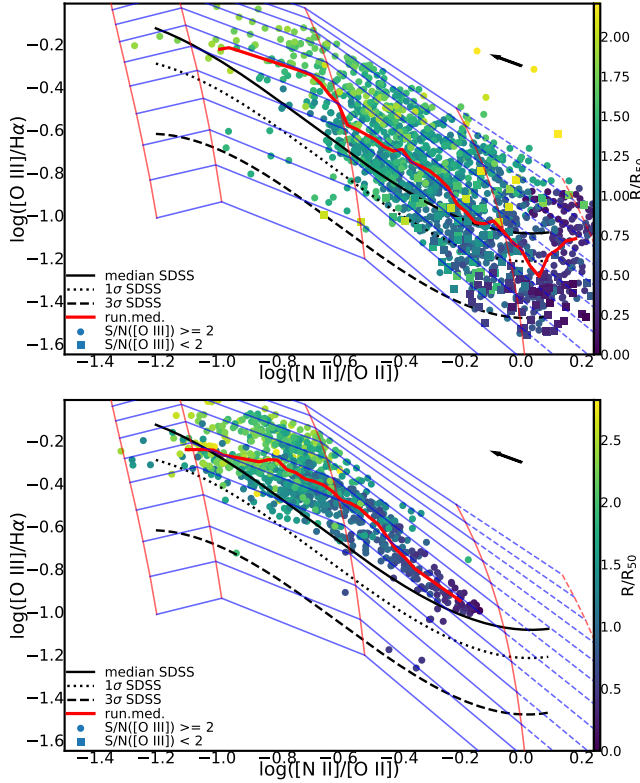 −0.2
−0.4
−0.6
−0.8
−1.0
−1.2
−1.4
−1.6
log([O III]/Hα)
median SDSS
1σ SDSS
3σ SDSS
run.med.
S/N([O III]) >= 2
S/N([O III]) < 2
−1.4 −1.2 −1.0 −0.8 −0.6 −0.4 −0.2 0.0 0.2
log([N II]/[O II])
2.00
1.75
1.50
1.25
1.00
0.75
0.50
0.25
0.00
R/R50
−0.2
−0.4
−0.6
−0.8
−1.0
−1.2
−1.4
−1.6
log([O III]/Hα)
median SDSS
1σ SDSS
3σ SDSS
run.med.
S/N([O III]) >= 2
S/N([O III]) < 2
−1.4 −1.2 −1.0 −0.8 −0.6 −0.4 −0.2 0.0 0.2
log([N II]/[O II])
2.5
2.0
1.5
1.0
0.5
0.0
R/R50